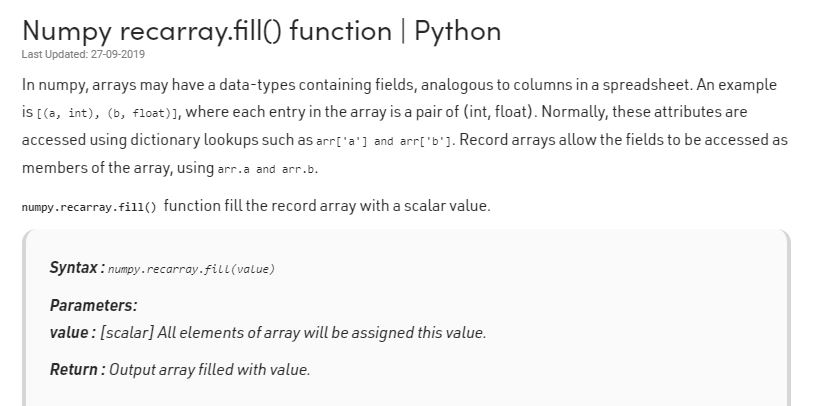 Numpy recarray.fill() function | Python
Last Updated: 27-09-2019
In numpy, arrays may have a data-types containing fields, analogous to columns in a spreadsheet. An example
is [(a, int), (b, float)], where each entry in the array is a pair of (int, float). Normally, these attributes are
accessed using dictionary lookups such as arr['a'] and arr['b']. Record arrays allow the fields to be accessed as
members of the array, using arr.a and arr.b.
numpy.recarray.fill() function fill the record array with a scalar value.
Syntax : numpy.recarray.fill(value)
Parameters:
value : [scalar] All elements of array will be assigned this value.
Return : Output array filled with value.